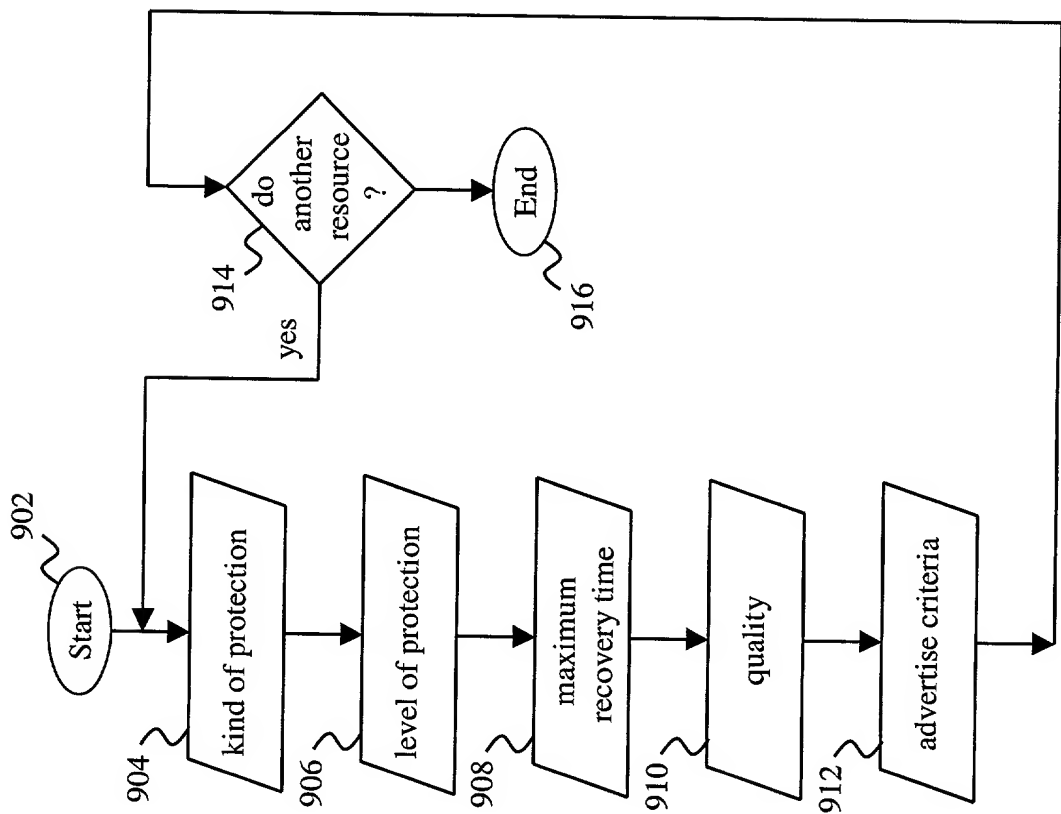 902
Start
904
kind of protection
906
level of protection
908
maximum
recovery time
910
quality
912
advertise criteria
914
do
another
resource
?
yes
916
End